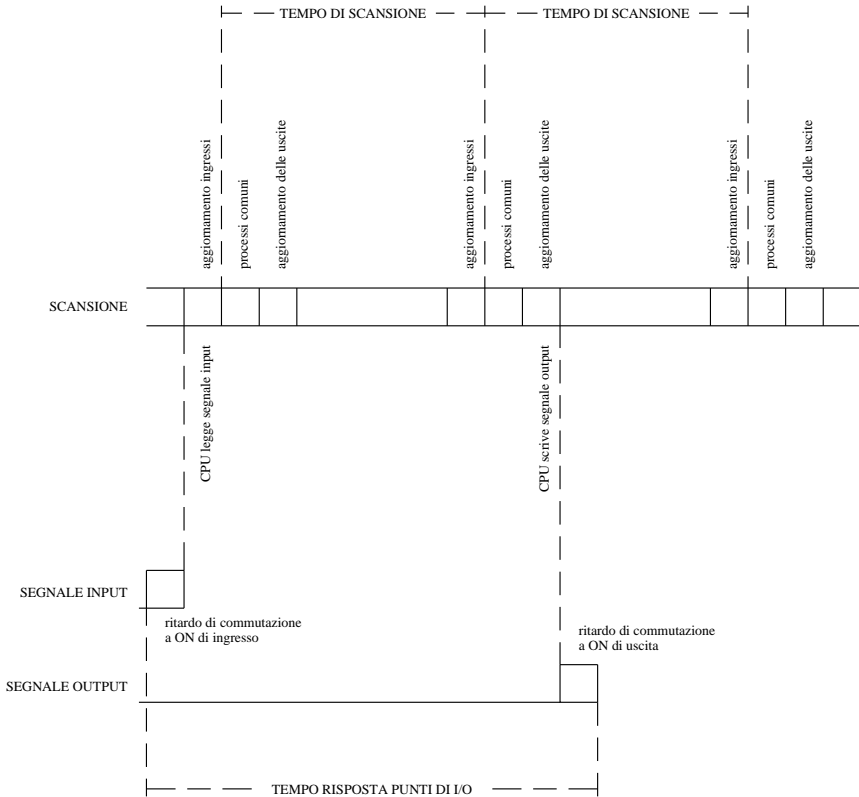 TEMPO DI SCANSIONE
TEMPO DI SCANSIONE
aggiornamento ingressi
processi comuni
aggiornamento delle uscite
aggiornamento ingressi
processi comuni
aggiornamento delle uscite
aggiornamento ingressi
processi comuni
aggiornamento delle uscite
SCANSIONE
CPU legge segnale input
CPU scrive segnale output
SEGNALE INPUT
ritardo di commutazione
a ON di ingresso
ritardo di commutazione
a ON di uscita
SEGNALE OUTPUT
TEMPO RISPOSTA PUNTI DI I/O